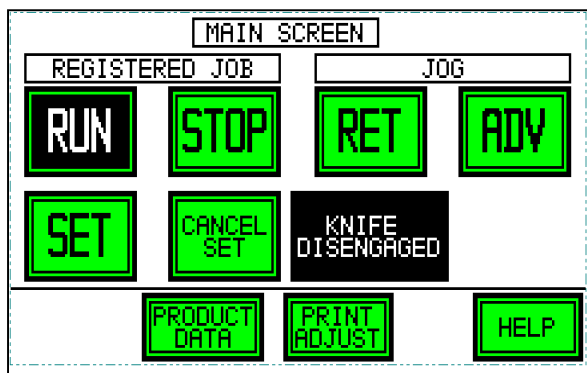 MAIN SCREEN
REGISTERED JOB
JOG
RUN
STOP
RET
ADV
SET
CANCEL
SET
KNIFE
DISENGAGED
PRODUCT
DATA
PRINT
ADJUST
HELP